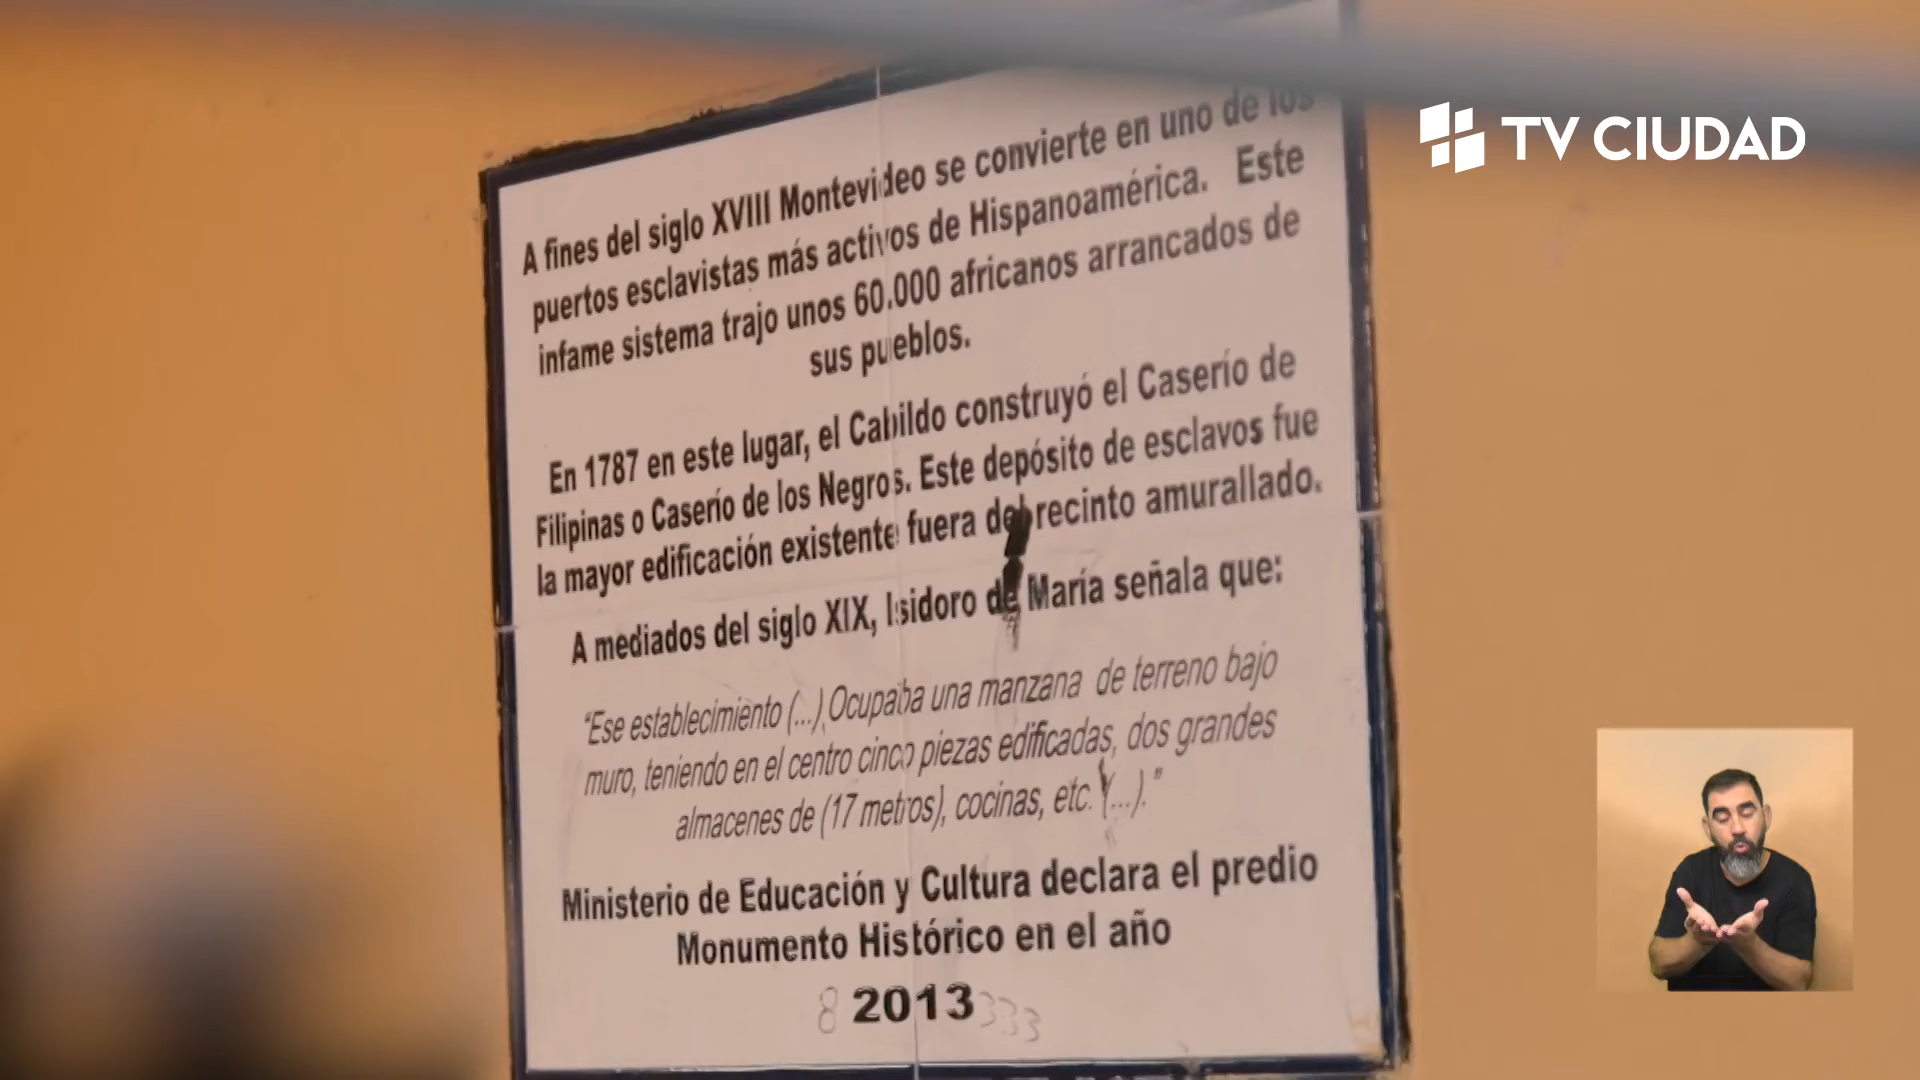 TV CIUDAD
A fines del siglo XVIII Montevideo se convierte en uno de los
puertos esclavistas más activos de Hispanoamérica. Este
infame sistema trajo unos 60.000 africanos arrancados de
sus pueblos.
En 1787 en este lugar, el Cabildo construyó el Caserío de
Filipinas o Caserío de los Negros. Este depósito de esclavos fue
la mayor edificación existente fuera del recinto amurallado.
A mediados del siglo XIX, Isidoro de María señala que:
"Ese establecimiento (...) Ocupaba una manzana de terreno bajo
muro, teniendo en el centro cinco piezas edificadas, dos grandes
almacenes de (17 metros), cocinas, etc. (...)."
Ministerio de Educación y Cultura declara el predio
Monumento Histórico en el año
8 2013 333